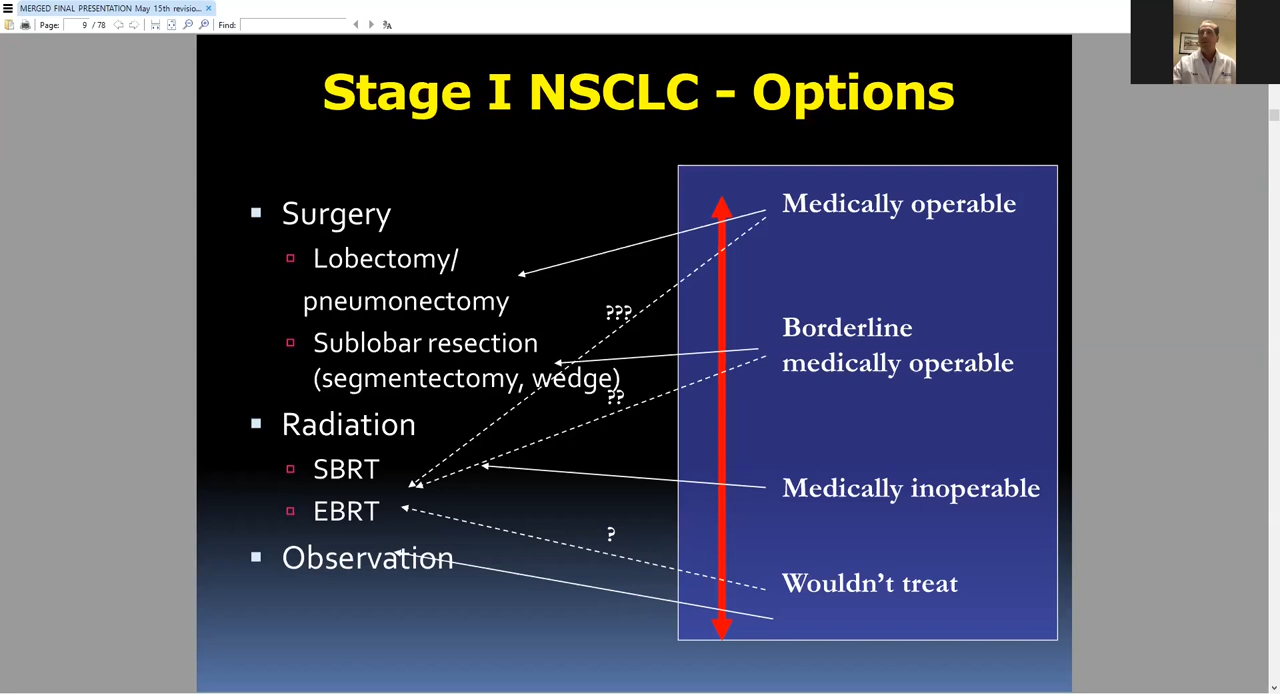 MERGED FINAL PRESENTATION May 15th revisio...
Page: 9 / 78 Find:
Stage I NSCLC - Options
Surgery
Lobectomy/
pneumonectomy
Sublobar resection
(segmentectomy, wedge)
Radiation
SBRT
EBRT
Observation
???
??
?
Medically operable
Borderline
medically operable
Medically inoperable
Wouldn't treat